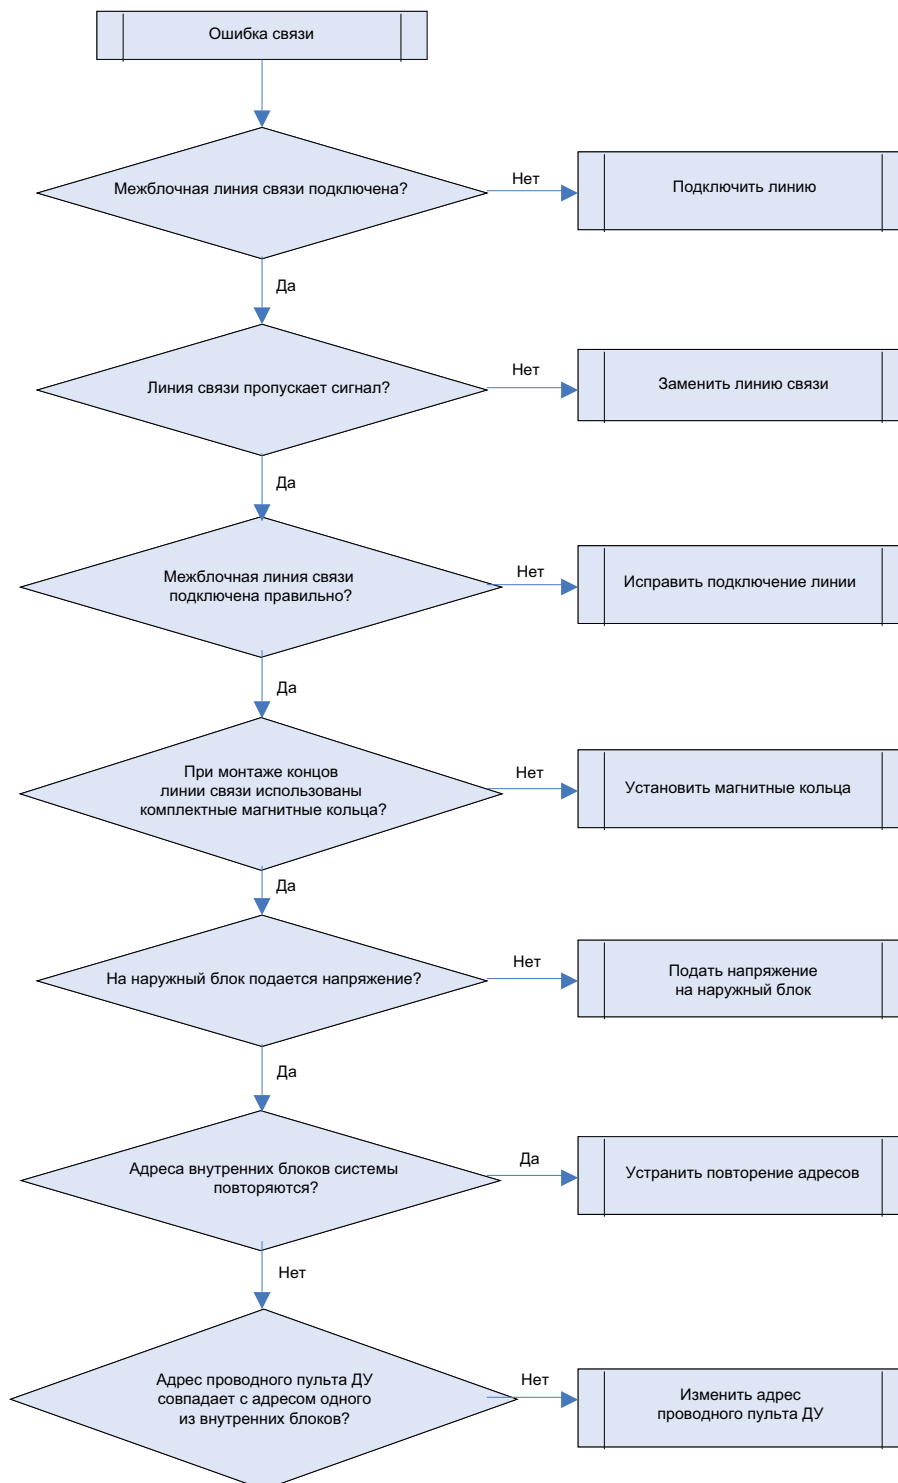 Ошибка связи
Межблочная линия связи подключена?
Нет
Подключить линию
Да
Линия связи пропускает сигнал?
Нет
Заменить линию связи
Да
Межблочная линия связи
подключена правильно?
Нет
Исправить подключение линии
Да
При монтаже концов
линии связи использованы
комплектные магнитные кольца?
Нет
Установить магнитные кольца
Да
На наружный блок подается напряжение?
Нет
Подать напряжение
на наружный блок
Да
Адреса внутренних блоков системы
повторяются?
Да
Устранить повторение адресов
Нет
Адрес проводного пульта ДУ
совпадает с адресом одного
из внутренних блоков?
Нет
Изменить адрес
проводного пульта ДУ